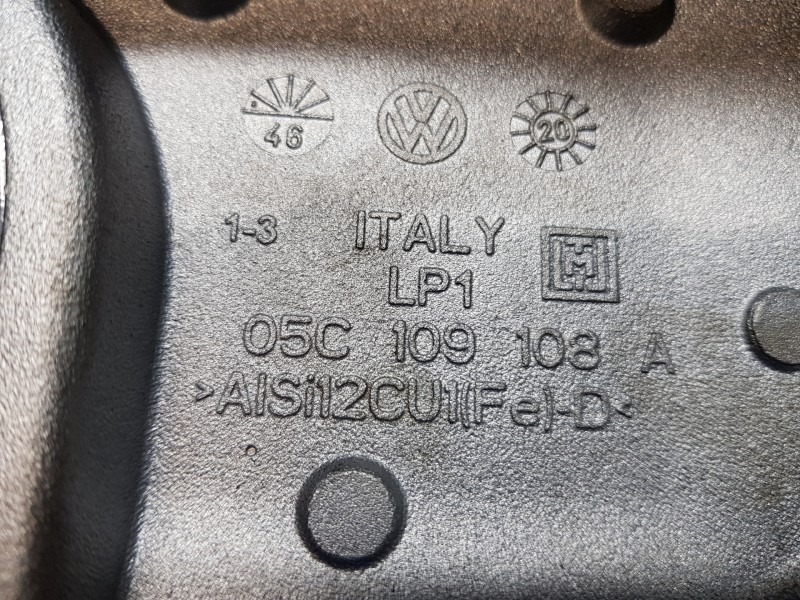 46
20
1-3 ITALY
LP1
05C 109 108 A
>AlSi12CU1(Fe)-D<